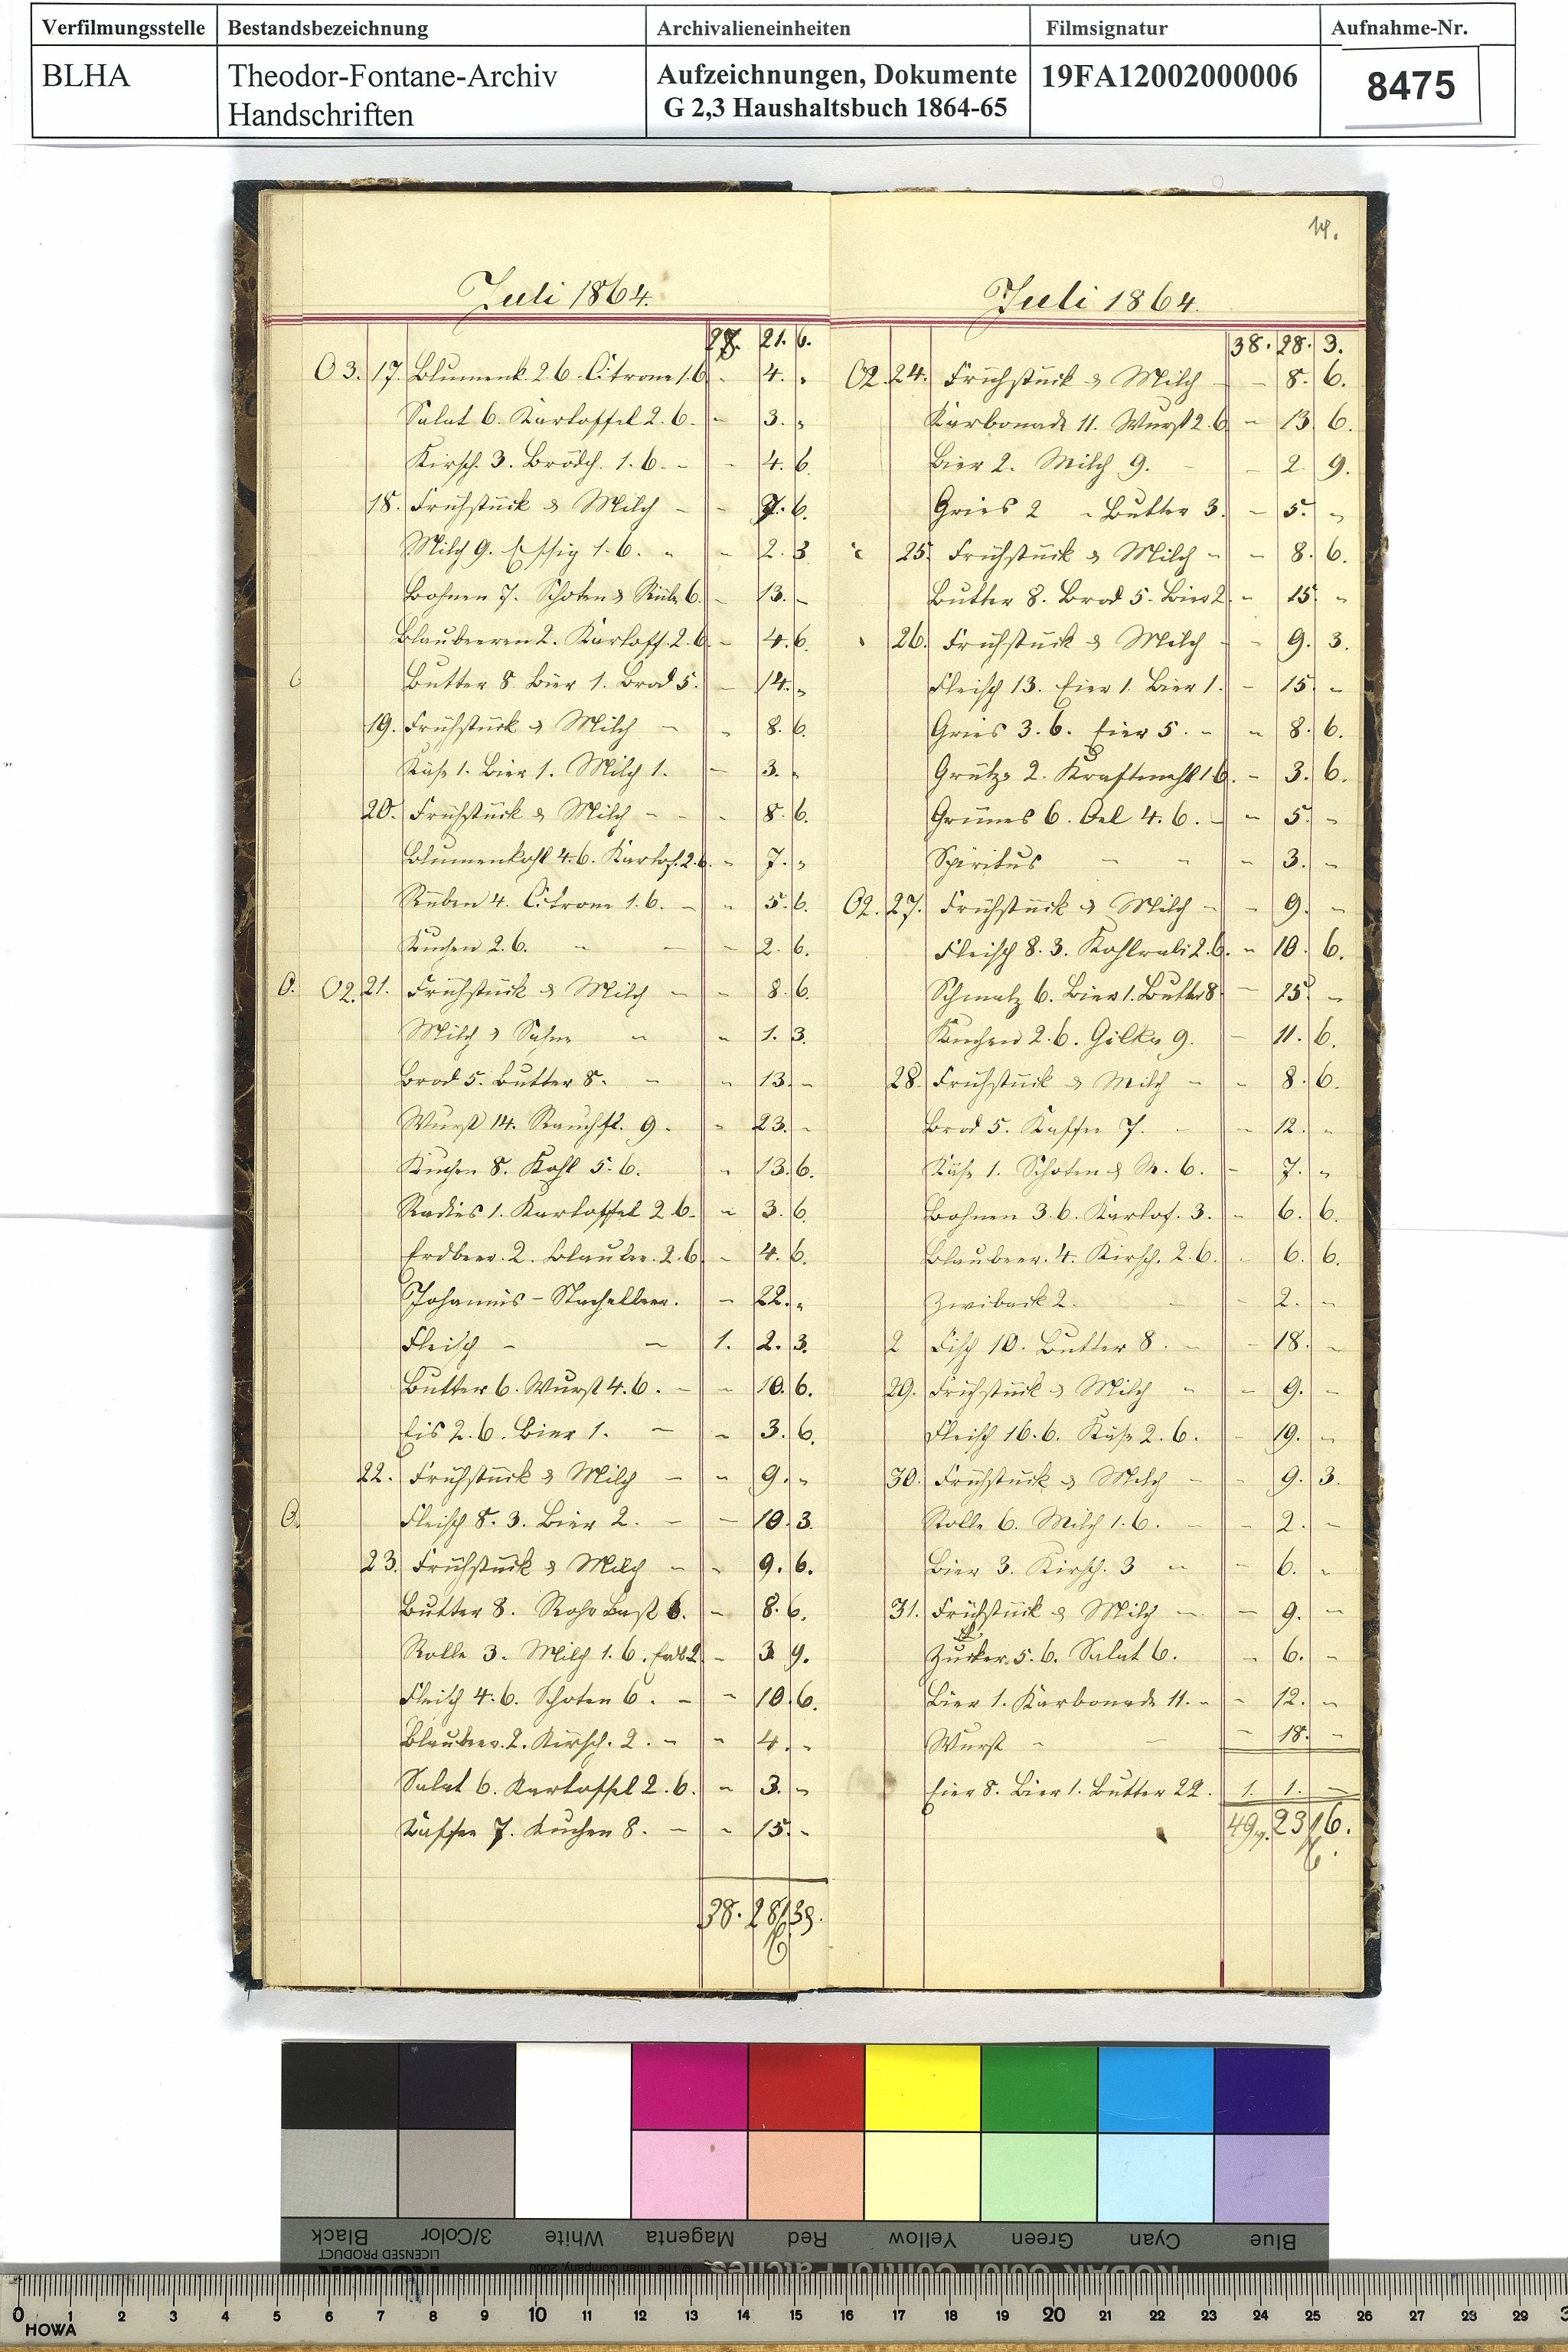 Verfilmungsstelle Bestandsbezeichnung Archivalieneinheiten Filmsignatur Aufnahme-Nr.
BLHA Theodor-Fontane-Archiv Handschriften Aufzeichnungen, Dokumente G 2,3 Haushaltsbuch 1864-65 19FA12002000006 8475
Juli 1864.
21. 6.
O 3. 17. Blumenk. 2.6. Citrone 1.6. - 4. "
Salat 6. Kartoffel 2.6. - 3. "
Kirsch. 3. Brödch. 1.6. - - 4. 6.
18. Frühstück & Milch - - 7. 6.
Milch 9. Essig 1.6. " - 2. 3
Bohnen 7. Schoten & Rüb. 6. - 13. -
Blaubeeren 2. Kartoff. 2.6. - 4. 6.
Butter 8. Bier 1. Brod 5. - 14. "
19. Frühstück & Milch - - 8. 6.
Käse 1. Bier 1. Milch 1. - 3. "
20. Frühstück & Milch - - - 8. 6.
Blumenkohl 4.6. Kartof. 2.6. - 7. "
Rüben 4. Citrone 1.6. - - 5. 6.
Kuchen 2.6. - - - 2. 6.
O. O2. 21. Frühstück & Milch - - 8. 6.
Milch & Sahne " " 1. 3.
Brod 5. Butter 8. - - 13. -
Wurst 14. Rauchfl. 9. - 23. -
Kuchen 8. Kohl 5.6. - 13. 6.
Radies 1. Kartoffel 2.6. - 3. 6.
Erdbeer. 2. Blaubee. 2.6. - 4. 6.
Johannis-Stachelbeer. - 22. "
Fleisch - - 1. 2. 3.
Butter 6. Wurst 4.6. - - 10. 6.
Eis 2.6. Bier 1. - - 3. 6.
22. Frühstück & Milch - - 9. "
O. Fleisch 8.3. Bier 2. - - 10. 3.
23. Frühstück & Milch - - 9. 6.
Butter 8. 6. - 8. 6.
Rolle 3. Milch 1.6. Erdb. 2 - 3 9.
Fleisch 4.6. Schoten 6. - - 10. 6.
Blaubeer. 2. Kirsch. 2. - - 4. -
Salat 6. Kartoffel 2.6. - 3. -
Kaffee 7. Kuchen 8. - - 15. -
38. 28 39.
14.
Juli 1864.
38. 28. 3.
O2. 24. Frühstück & Milch - - 8. 6.
Karbonade 11. Wurst 2.6. - 13. 6.
Bier 2. Milch 9. - - 2. 9.
Gries 2 - Butter 3. - 5. "
25. Frühstück & Milch - - 8. 6.
Butter 8. Brod 5. Bier 2. - 15. "
26. Frühstück & Milch - - 9. 3.
Fleisch 13. Eier 1. Bier 1. - 15. -
Gries 3.6. Eier 5. - - 8. 6.
Grütze 2. Kraftmehl 1.6. - 3. 6.
Grünes 6. Oel 4.6. - - 5. -
Spiritus - - - 3. -
O2. 27. Frühstück & Milch - - 9. -
Fleisch 8.3. Kohlrabi 2.6. - 10. 6.
Schmalz 6. Bier 1. Butter 8 - 15. -
Kuchen 2.6. Gilka 9. - 11. 6.
28. Frühstück & Milch - - 8. 6.
Brod 5. Kaffee 7. - - 12. "
Käse 1. Schoten & M. 6. - 7. "
Bohnen 3.6. Kartof. 3. - 6. 6.
Blaubeer. 4. Kirsch. 2.6. - 6. 6.
Zwiback 2. - - 2. -
2 Fisch 10. Butter 8. - - 18. -
29. Frühstück & Milch " - 9. -
Fleisch 16.6. Käse 2.6. - 19. -
30. Frühstück & Milch - - 9. 3.
Rolle 6. Milch 1.6. - - 2. -
Bier 3. Kirsch. 3 " - 6. -
31. Frühstück & Milch - - 9. -
Zucker 5.6. Salat 6. - 6. -
Bier 1. Karbonade 11. - - 12. -
Wurst - - - 18. -
Eier 8. Bier 1. Butter 22. 1. 1. -
49 23 6.
Black 3/Color White Magenta Red Yellow Green Cyan Blue
LICENSED PRODUCT
© The Tiffen Company, 2000
Kodak KODAK Color Control Patches
0 1 2 3 4 5 6 7 8 9 10 11 12 13 14 15 16 17 18 19 20 21 22 23 24 25 26 27 28 29 3
HOWA